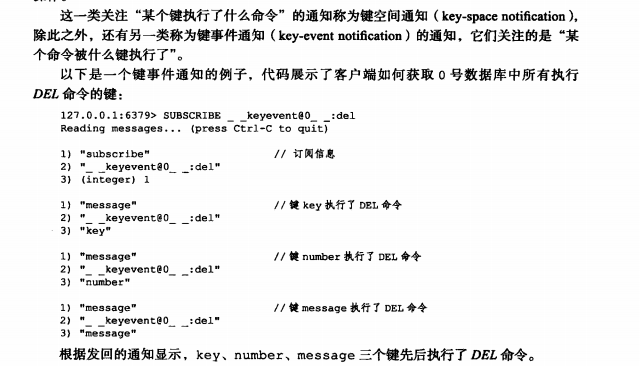 这一类关注“某个键执行了什么命令”的通知称为键空间通知（key-space notification），
除此之外，还有另一类称为键事件通知（key-event notification）的通知，它们关注的是“某
个命令被什么键执行了”。
以下是一个键事件通知的例子，代码展示了客户端如何获取 0 号数据库中所有执行
DEL 命令的键：
127.0.0.1:6379> SUBSCRIBE _ _keyevent@0_ _:del
Reading messages... (press Ctrl-C to quit)
1) "subscribe" // 订阅信息
2) "_ _keyevent@0_ _:del"
3) (integer) 1
1) "message" //键 key 执行了 DEL 命令
2) "_ _keyevent@0_ _:del"
3) "key"
1) "message" //键 number 执行了 DEL 命令
2) "_ _keyevent@0_ _:del"
3) "number"
1) "message" //键 message 执行了 DEL 命令
2) "_ _keyevent@0_ _:del"
3) "message"
根据发回的通知显示，key、number、message 三个键先后执行了 DEL 命令。